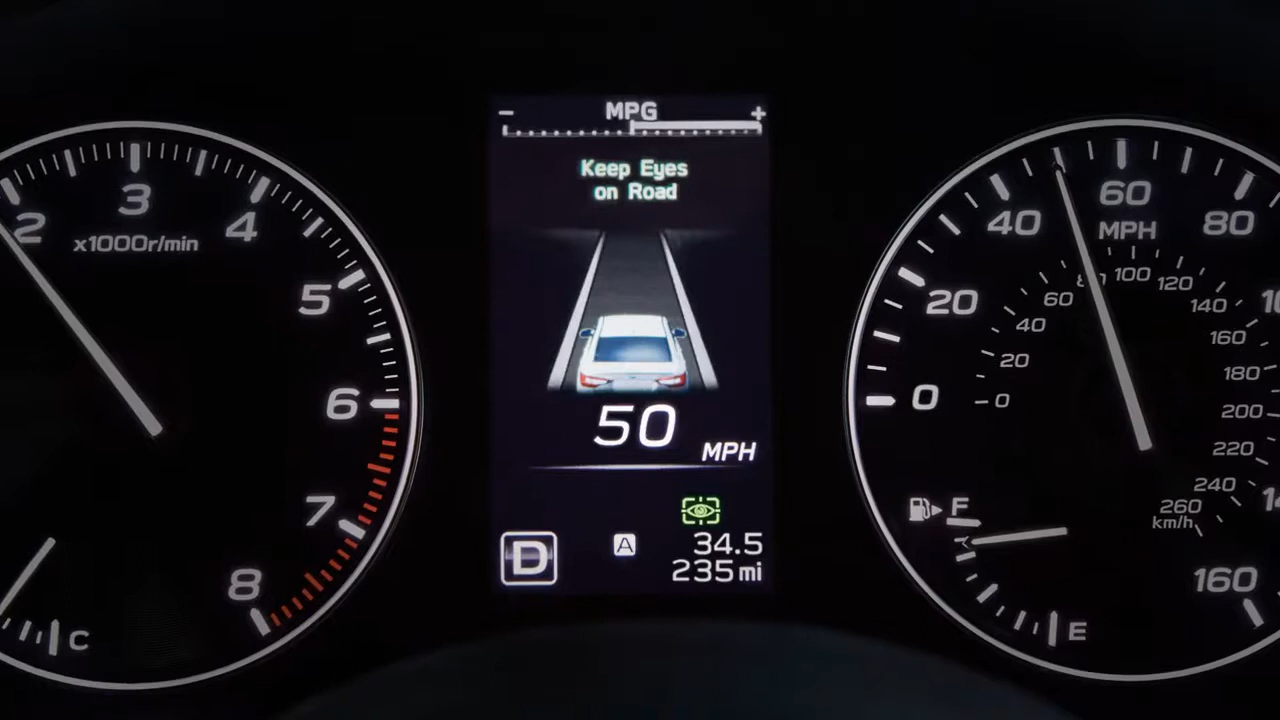 2
3
4
5
6
7
8
x1000r/min
C
- MPG +
Keep Eyes
on Road
50
MPH
D
A
34.5
235 mi
0
20
40
60
80
160
MPH
0
20
40
60
80
100
120
140
160
180
200
220
240
260
km/h
F
E